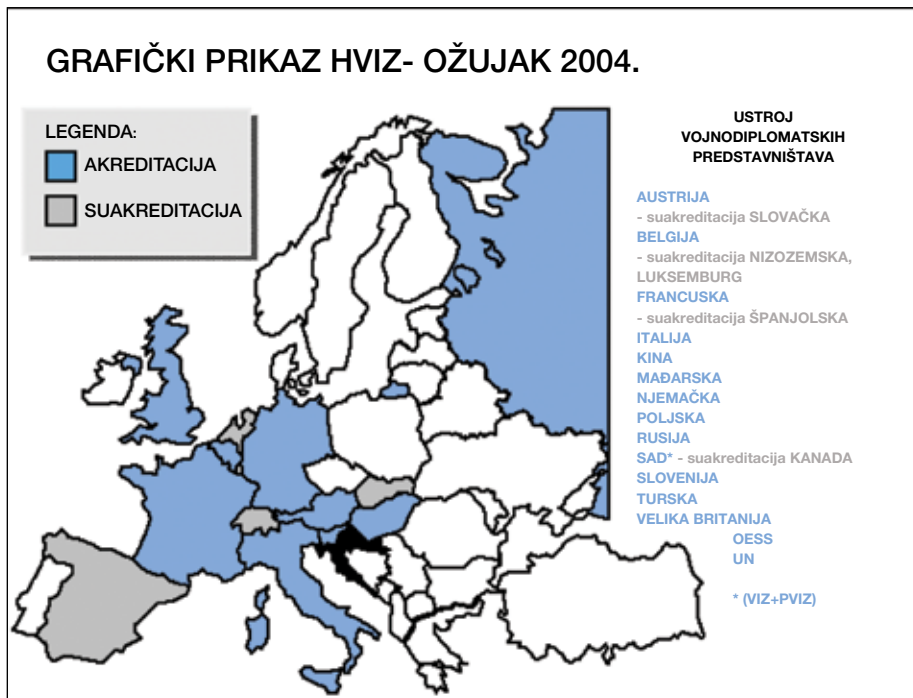 GRAFIČKI PRIKAZ HVIZ- OŽUJAK 2004.
LEGENDA:
AKREDITACIJA
SUAKREDITACIJA
USTROJ
VOJNODIPLOMATSKIH
PREDSTAVNIŠTAVA
AUSTRIJA
- suakreditacija SLOVAČKA
BELGIJA
- suakreditacija NIZOZEMSKA,
LUKSEMBURG
FRANCUSKA
- suakreditacija ŠPANJOLSKA
ITALIJA
KINA
MAĐARSKA
NJEMAČKA
POLJSKA
RUSIJA
SAD* - suakreditacija KANADA
SLOVENIJA
TURSKA
VELIKA BRITANIJA
OESS
UN
* (VIZ+PVIZ)